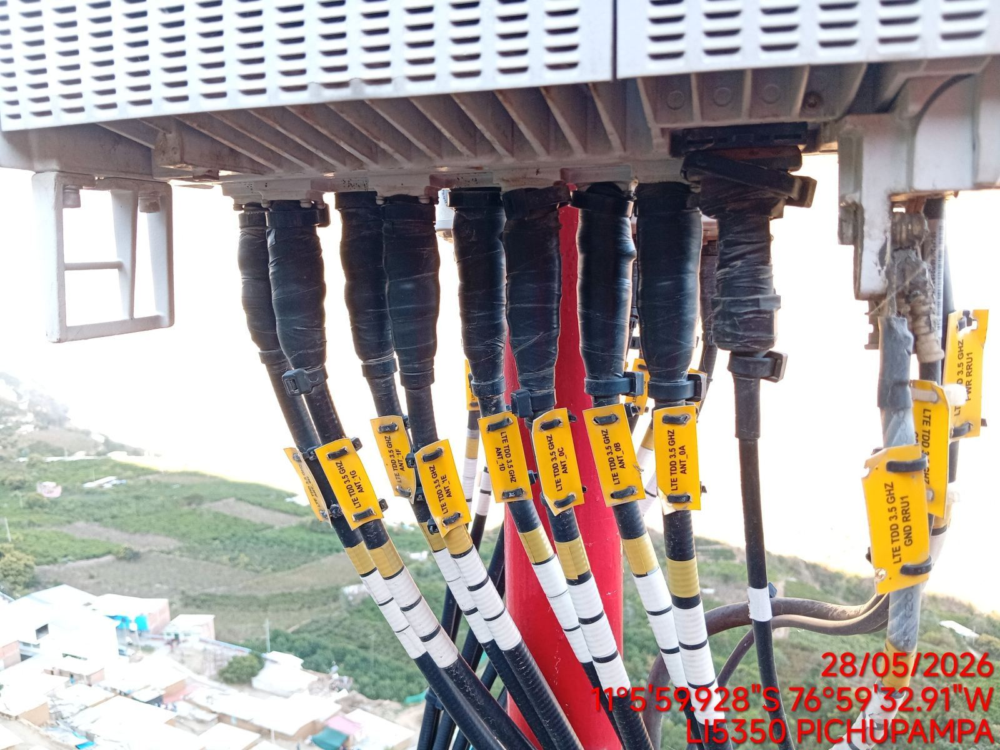 LTE TDD 3.5 GHZ
ANT_1G
LTE TDD 3.5 GHZ
ANT_1F
LTE TDD 3.5 GHZ
ANT_1E
LTE TDD 3.5 GHZ
ANT_1D
LTE TDD 3.5 GHZ
ANT_0C
LTE TDD 3.5 GHZ
ANT_0B
LTE TDD 3.5 GHZ
ANT_0A
LTE TDD 3.5 GHZ
GND RRU1
LTE TDD 3.5 GHZ
D 3.5 GHZ
PWR RRU1
28/05/2026
11°5'59.928"S 76°59'32.91"W
LI5350 PICHUPAMPA